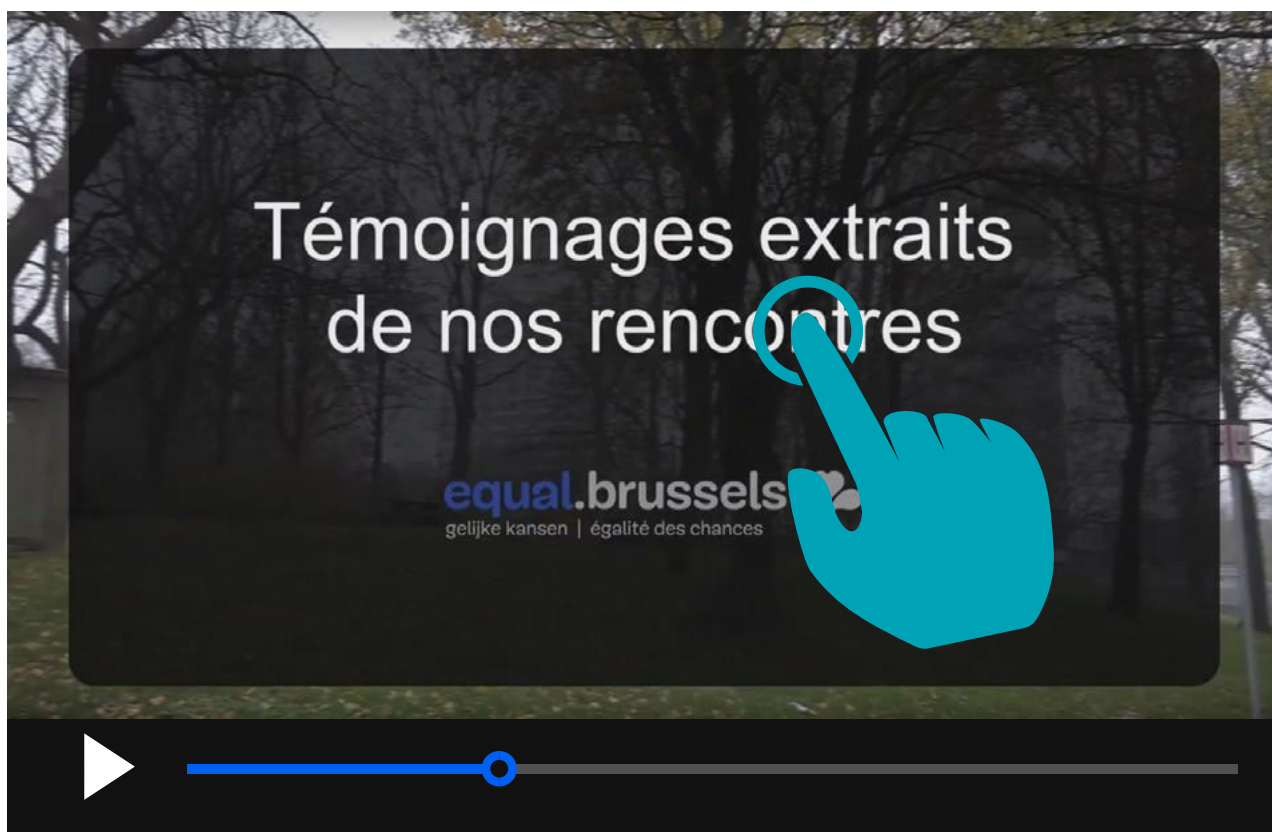 Témoignages extraits
de nos rencontres
equal.brussels
gelijke kansen | égalité des chances